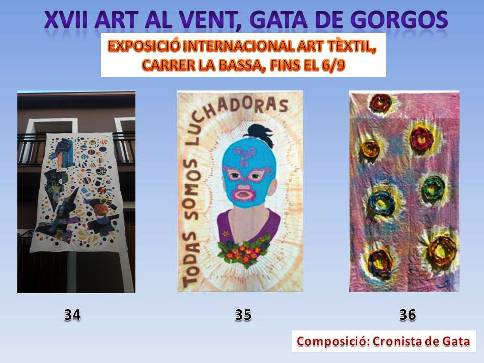 XVII ART AL VENT, GATA DE GORGOS
EXPOSICIÓ INTERNACIONAL ART TÈXTIL,
CARRER LA BASSA, FINS EL 6/9
TODAS SOMOS LUCHADORAS
34
35
36
Composició: Cronista de Gata